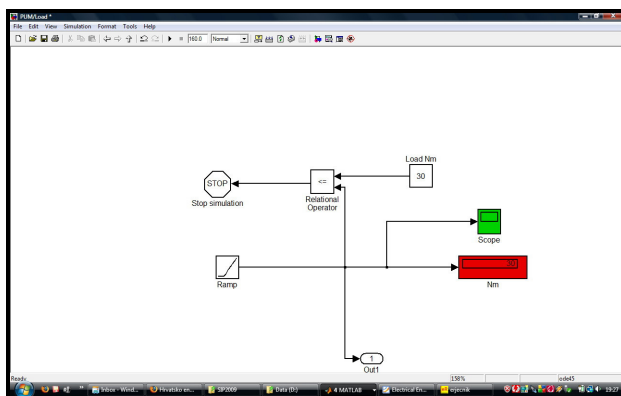 PUM/Load *
File Edit View Simulation Format Tools Help
160.0 Normal
Load Nm
30
STOP
<=
Stop simulation
Relational
Operator
Scope
Ramp
30
Nm
1
Out1
Ready 158% ode45
Inbox - Wind... Hrvatsko en... SIP2009 Data (D:) 4 MATLAB Electrical En... 19:27